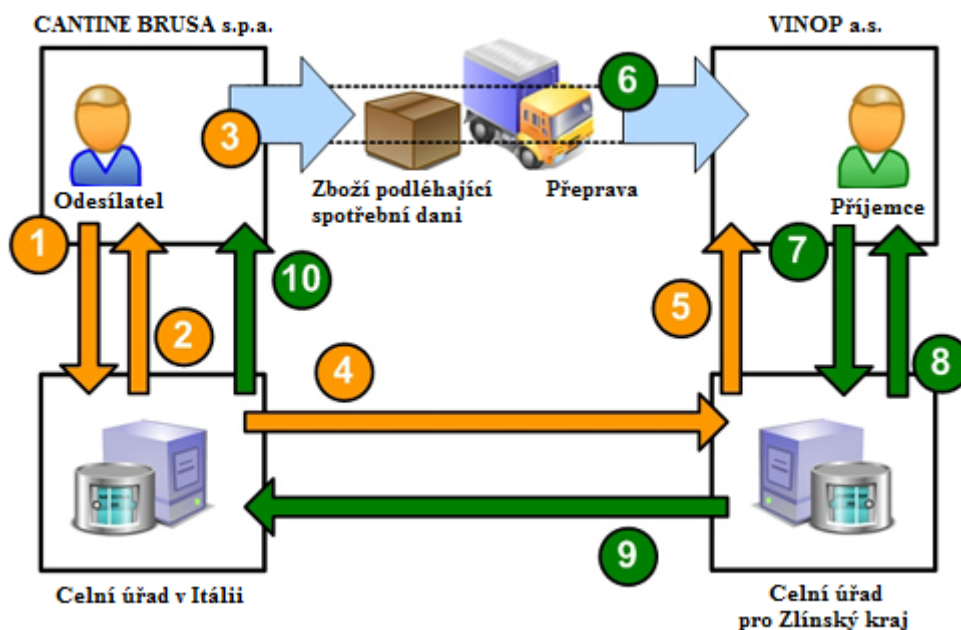 CANTINE BRUSA s.p.a.
VINOP a.s.
6
3
Odesílatel
Zboží podléhající
spotřební dani
Přeprava
Příjemce
1
7
10
2
5
8
4
9
Celní úřad v Itálii
Celní úřad
pro Zlínský kraj